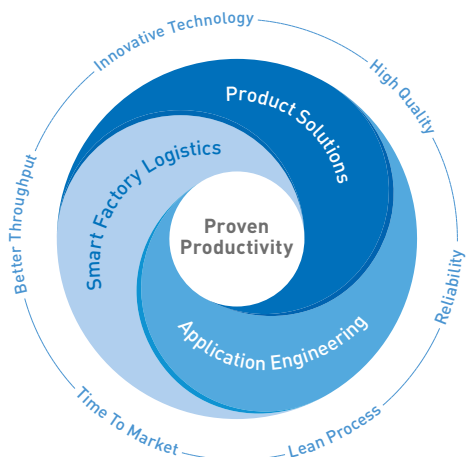 Innovative Technology
High Quality
Reliability
Lean Process
Time To Market
Better Throughput
Product Solutions
Smart Factory Logistics
Application Engineering
Proven
Productivity